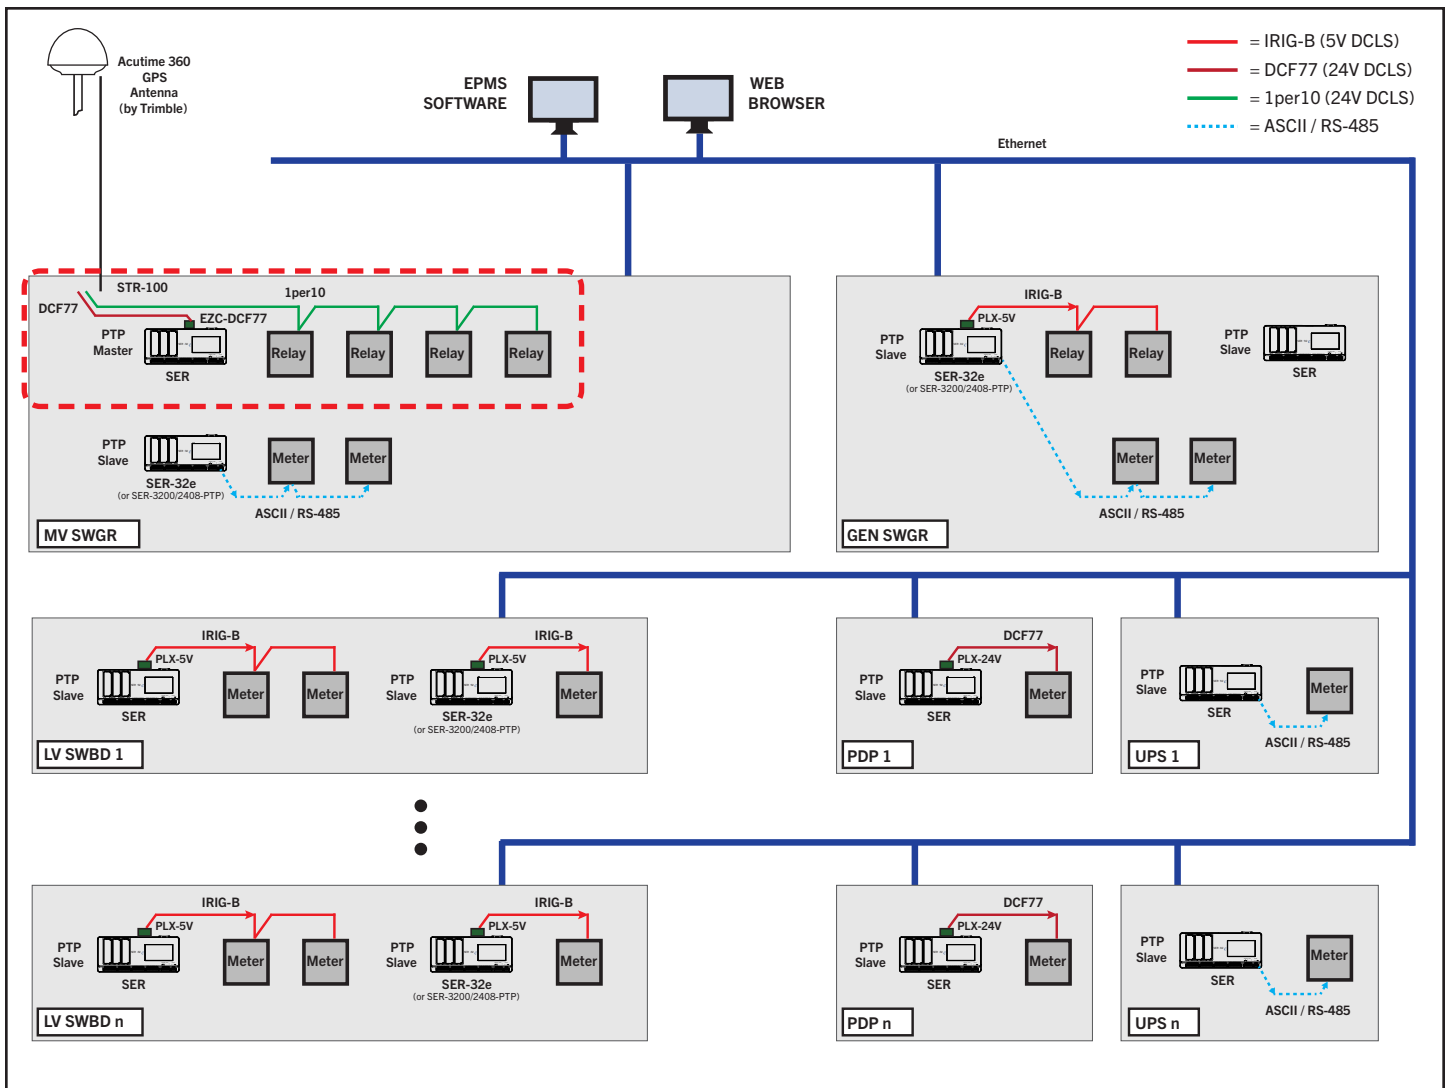 Acutime 360
GPS
Antenna
(by Trimble)
EPMS
SOFTWARE
WEB
BROWSER
= IRIG-B (5V DCLS)
= DCF77 (24V DCLS)
= 1per10 (24V DCLS)
= ASCII / RS-485
Ethernet
STR-100
DCF77
1per10
EZC-DCF77
PTP
Master
SER
Relay
Relay
Relay
Relay
PTP
Slave
SER-32e
(or SER-3200/2408-PTP)
Meter
Meter
ASCII / RS-485
MV SWGR
IRIG-B
PLX-5V
PTP
Slave
SER-32e
(or SER-3200/2408-PTP)
Relay
Relay
PTP
Slave
SER
Meter
Meter
ASCII / RS-485
GEN SWGR
IRIG-B
PLX-5V
PTP
Slave
SER
Meter
Meter
IRIG-B
PLX-5V
PTP
Slave
SER-32e
(or SER-3200/2408-PTP)
Meter
LV SWBD 1
DCF77
PLX-24V
PTP
Slave
SER
Meter
PDP 1
PTP
Slave
SER
Meter
ASCII / RS-485
UPS 1
IRIG-B
PLX-5V
PTP
Slave
SER
Meter
Meter
IRIG-B
PLX-5V
PTP
Slave
SER-32e
(or SER-3200/2408-PTP)
Meter
LV SWBD n
DCF77
PLX-24V
PTP
Slave
SER
Meter
PDP n
PTP
Slave
SER
Meter
ASCII / RS-485
UPS n